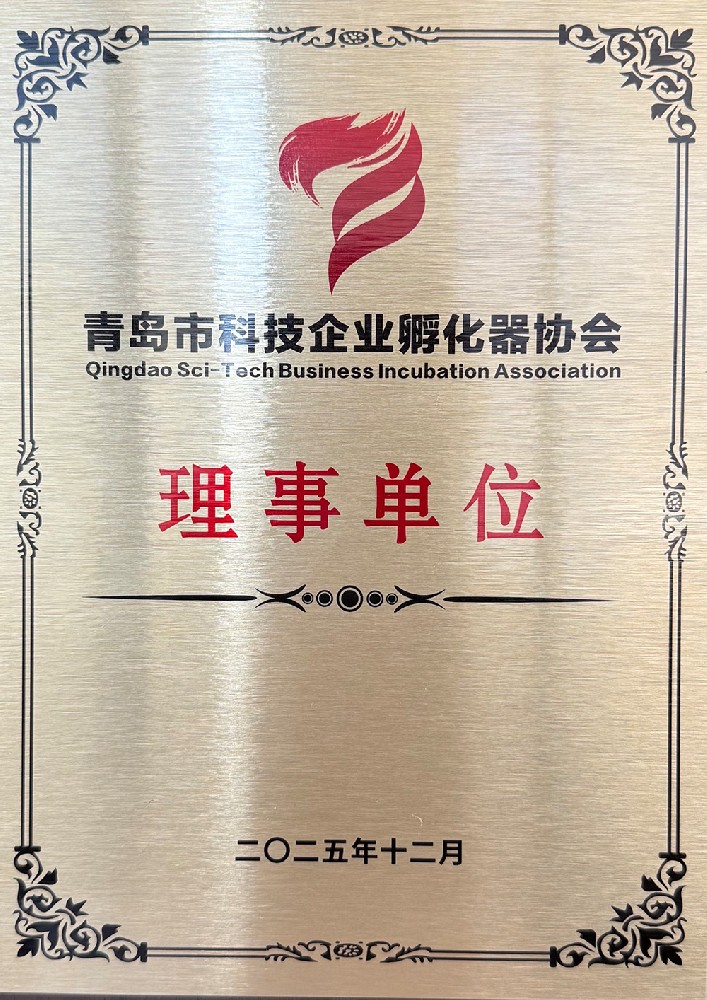 青岛市科技企业孵化器协会
Qingdao Sci-Tech Business Incubation Association
理事单位
二〇二五年十二月